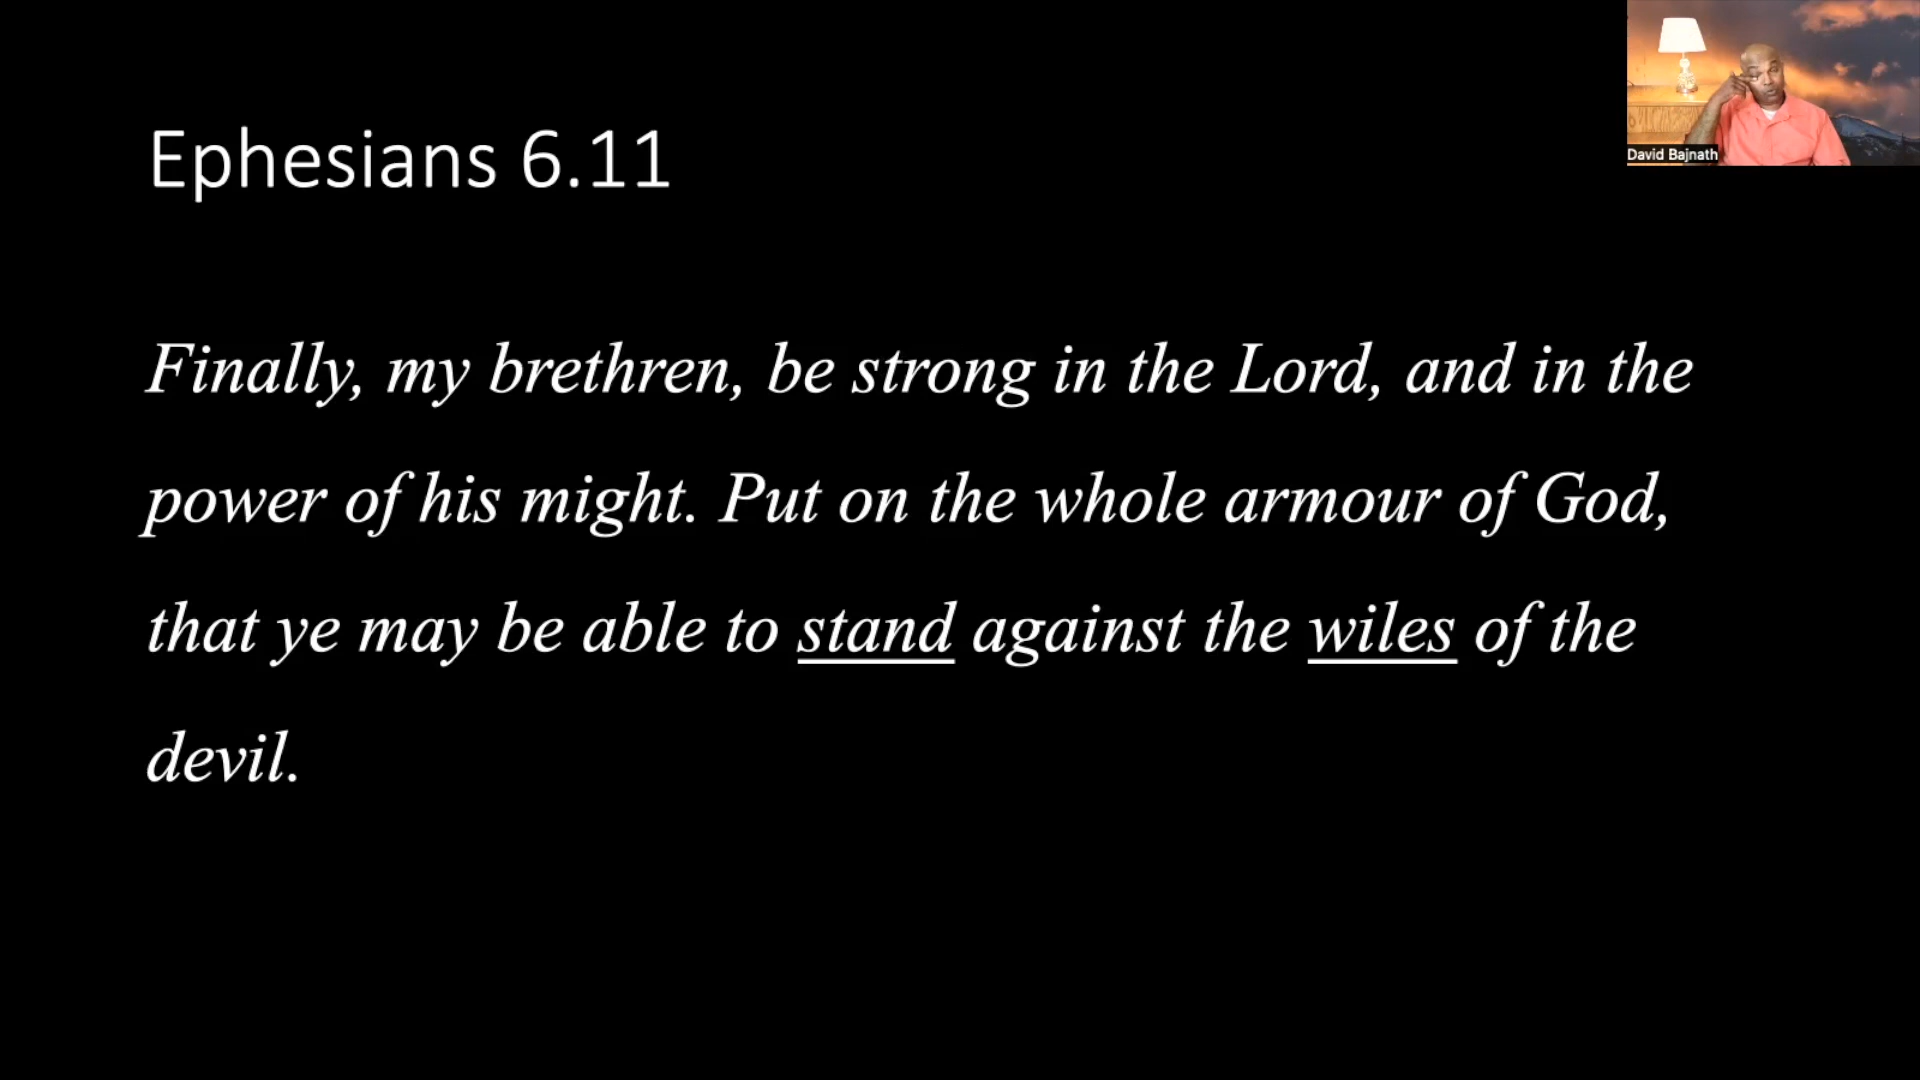 David Bajnath
Ephesians 6.11
Finally, my brethren, be strong in the Lord, and in the
power of his might. Put on the whole armour of God,
that ye may be able to stand against the wiles of the
devil.